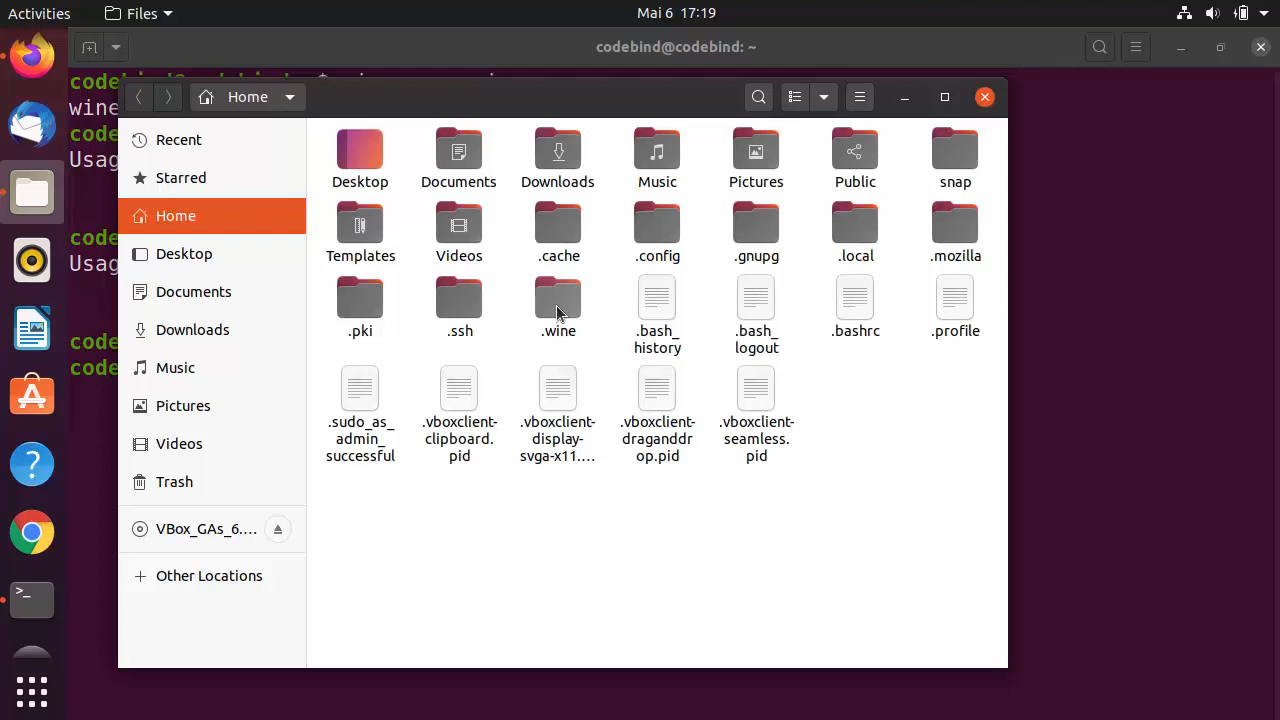 Activities
Files
Mai 6 17:19
codebind@codebind: ~
wine
Usag
Usag
code
code
Home
Recent
Starred
Home
Desktop
Documents
Downloads
Music
Pictures
Videos
Trash
VBox_GAs_6.…
Other Locations
Desktop
Documents
Downloads
Music
Pictures
Public
snap
Templates
Videos
.cache
.config
.gnupg
.local
.mozilla
.pki
.ssh
.wine
.bash_
history
.bash_
logout
.bashrc
.profile
.sudo_as_
admin_
successful
.vboxclient-
clipboard.
pid
.vboxclient-
display-
svga-x11.…
.vboxclient-
draganddr
op.pid
.vboxclient-
seamless.
pid